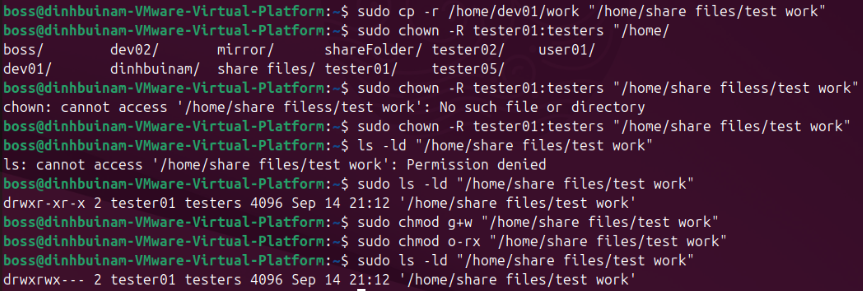 boss@dinhbuinam-VMware-Virtual-Platform:~$ sudo cp -r /home/dev01/work "/home/share files/test work"
boss@dinhbuinam-VMware-Virtual-Platform:~$ sudo chown -R tester01:testers "/home/
boss/ dev02/ mirror/ shareFolder/ tester02/ user01/
dev01/ dinhbuinam/ share files/ tester01/ tester05/
boss@dinhbuinam-VMware-Virtual-Platform:~$ sudo chown -R tester01:testers "/home/share filess/test work"
chown: cannot access '/home/share filess/test work': No such file or directory
boss@dinhbuinam-VMware-Virtual-Platform:~$ sudo chown -R tester01:testers "/home/share files/test work"
boss@dinhbuinam-VMware-Virtual-Platform:~$ ls -ld "/home/share files/test work"
ls: cannot access '/home/share files/test work': Permission denied
boss@dinhbuinam-VMware-Virtual-Platform:~$ sudo ls -ld "/home/share files/test work"
drwxr-xr-x 2 tester01 testers 4096 Sep 14 21:12 '/home/share files/test work'
boss@dinhbuinam-VMware-Virtual-Platform:~$ sudo chmod g+w "/home/share files/test work"
boss@dinhbuinam-VMware-Virtual-Platform:~$ sudo chmod o-rx "/home/share files/test work"
boss@dinhbuinam-VMware-Virtual-Platform:~$ sudo ls -ld "/home/share files/test work"
drwxrwx--- 2 tester01 testers 4096 Sep 14 21:12 '/home/share files/test work'